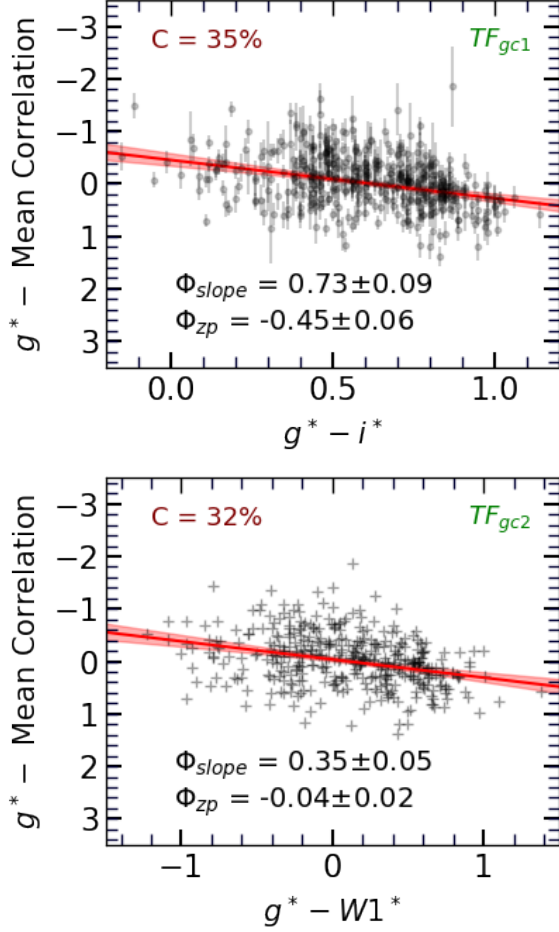 C = 35% TF_gc1
−3
−2
−1
0
1
2
3
g* − Mean Correlation
Φ_slope = 0.73±0.09
Φ_zp = -0.45±0.06
0.0 0.5 1.0
g* − i*
C = 32% TF_gc2
−3
−2
−1
0
1
2
3
g* − Mean Correlation
Φ_slope = 0.35±0.05
Φ_zp = -0.04±0.02
−1 0 1
g* − W1*